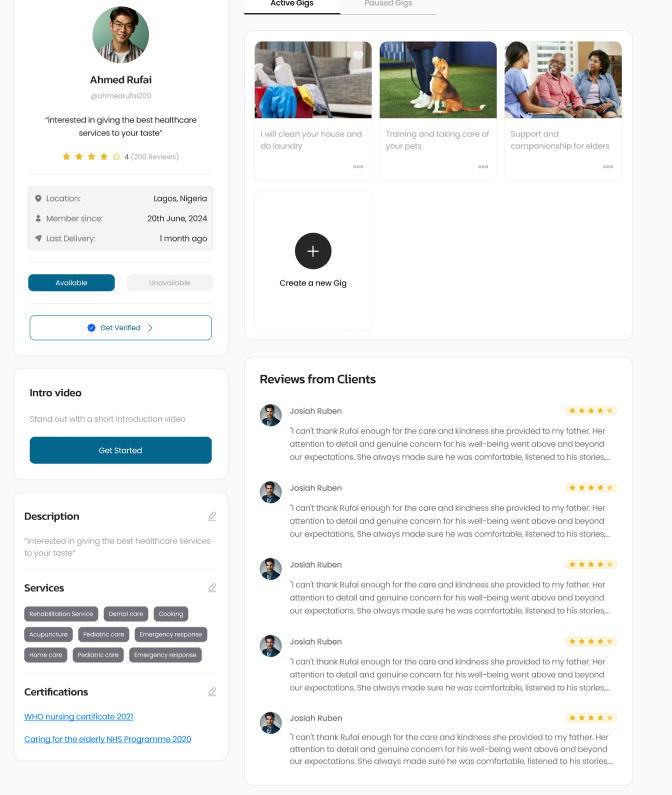 Ahmed Rufai
@ahmedrufai209
"interested in giving the best healthcare
services to your taste"
4 (200 Reviews)
Location: Lagos, Nigeria
Member since: 20th June, 2024
Last Delivery: 1 month ago
Available
Unavailable
Get Verified
Intro video
Stand out with a short introduction video
Get Started
Description
"interested in giving the best healthcare services
to your taste"
Services
Rehabilitation Service
Dental care
Cooking
Acupuncture
Pediatric care
Emergency response
Home care
Pediatric care
Emergency response
Certifications
WHO nursing certificate 2021
Caring for the elderly NHS Programme 2020
Active Gigs
Paused Gigs
I will clean your house and
do laundry
Training and taking care of
your pets
Support and
companionship for elders
Create a new Gig
Reviews from Clients
Josiah Ruben
"I can't thank Rufai enough for the care and kindness she provided to my father. Her
attention to detail and genuine concern for his well-being went above and beyond
our expectations. She always made sure he was comfortable, listened to his stories,...
Josiah Ruben
"I can't thank Rufai enough for the care and kindness she provided to my father. Her
attention to detail and genuine concern for his well-being went above and beyond
our expectations. She always made sure he was comfortable, listened to his stories,...
Josiah Ruben
"I can't thank Rufai enough for the care and kindness she provided to my father. Her
attention to detail and genuine concern for his well-being went above and beyond
our expectations. She always made sure he was comfortable, listened to his stories,...
Josiah Ruben
"I can't thank Rufai enough for the care and kindness she provided to my father. Her
attention to detail and genuine concern for his well-being went above and beyond
our expectations. She always made sure he was comfortable, listened to his stories,...
Josiah Ruben
"I can't thank Rufai enough for the care and kindness she provided to my father. Her
attention to detail and genuine concern for his well-being went above and beyond
our expectations. She always made sure he was comfortable, listened to his stories,...